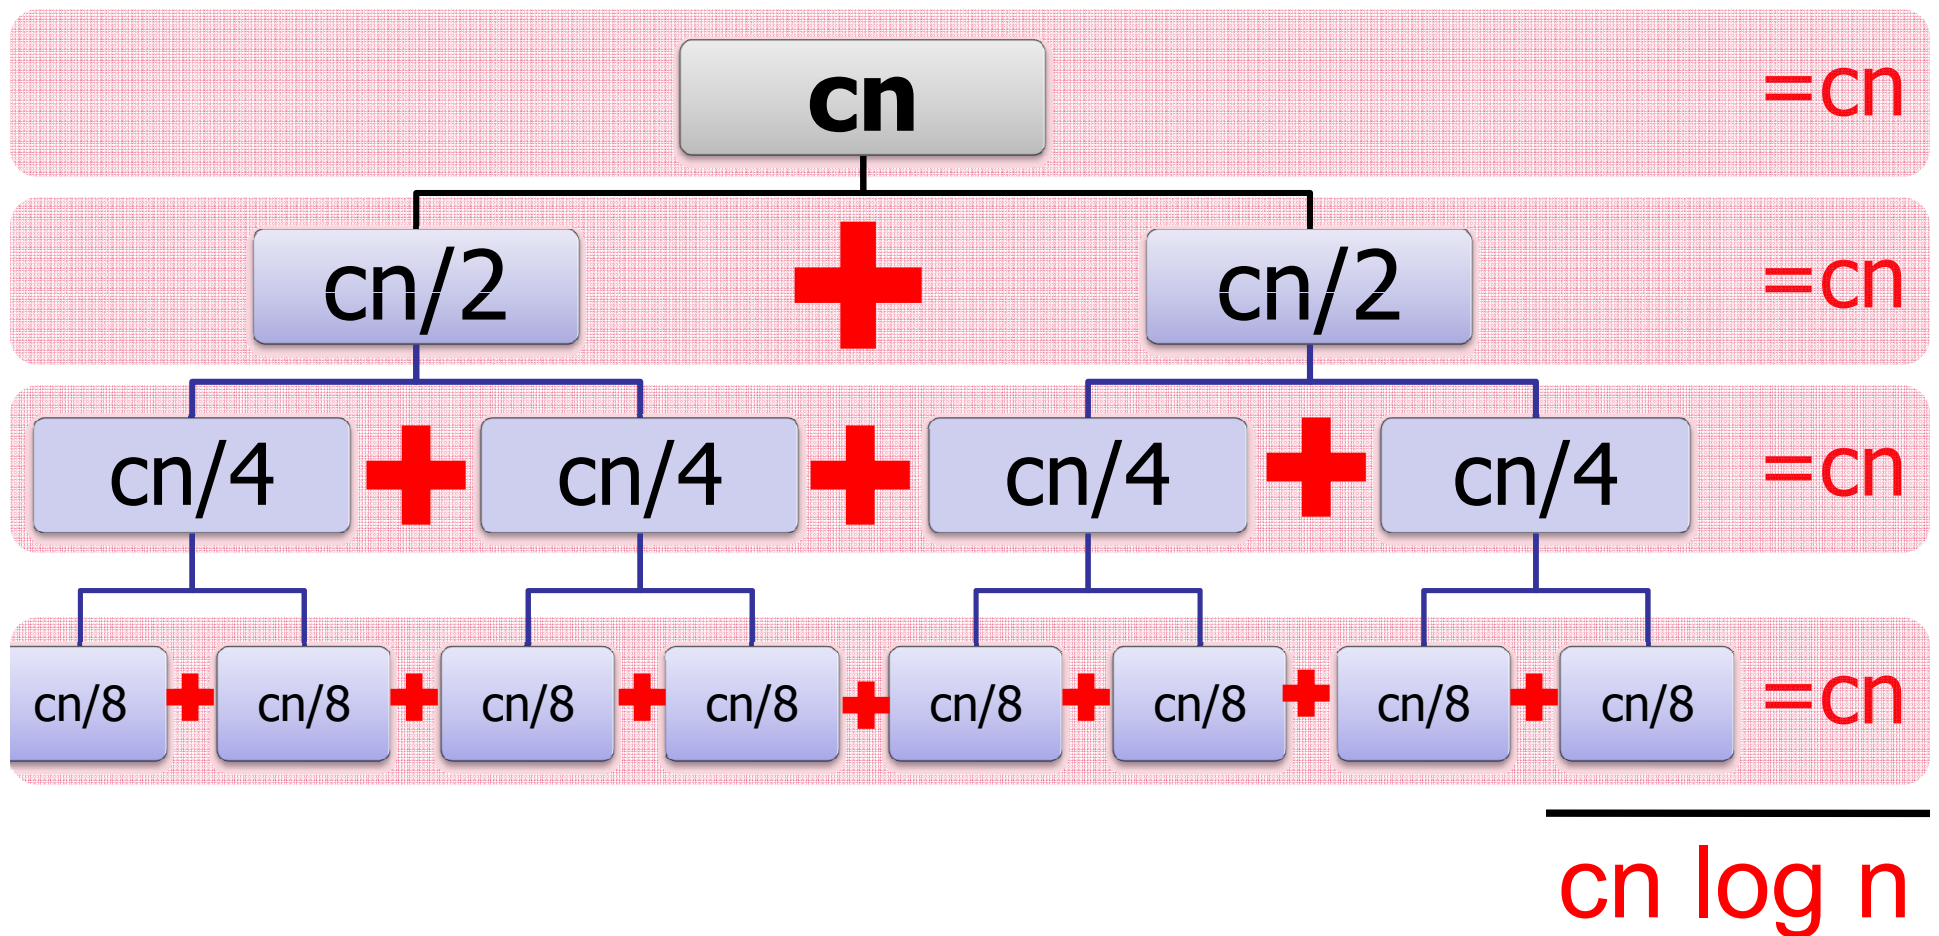 cn =cn
cn/2 + cn/2 =cn
cn/4 + cn/4 + cn/4 + cn/4 =cn
cn/8 + cn/8 + cn/8 + cn/8 + cn/8 + cn/8 + cn/8 + cn/8 =cn
cn log n